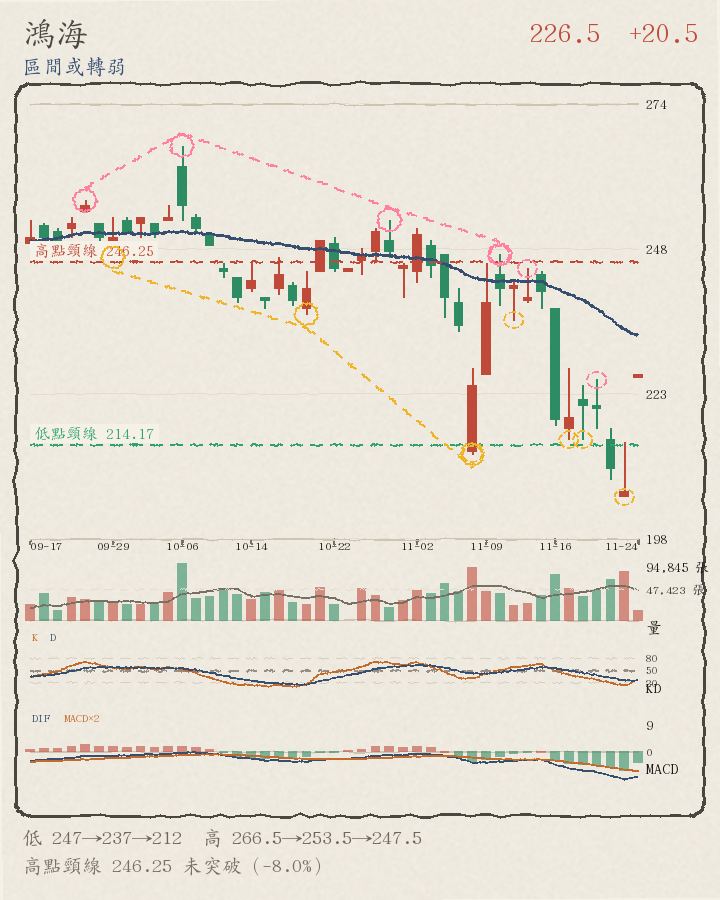 鴻海
226.5 +20.5
區間或轉弱
274
高點頸線 246.25
248
223
低點頸線 214.17
198
09-17 09-29 10-06 10-14 10-22 11-02 11-09 11-16 11-24
94,845 張
47,423 張
量
K D
80
50
20
KD
DIF MACD×2
9
0
MACD
低 247→237→212 高 266.5→253.5→247.5
高點頸線 246.25 未突破 (-8.0%)